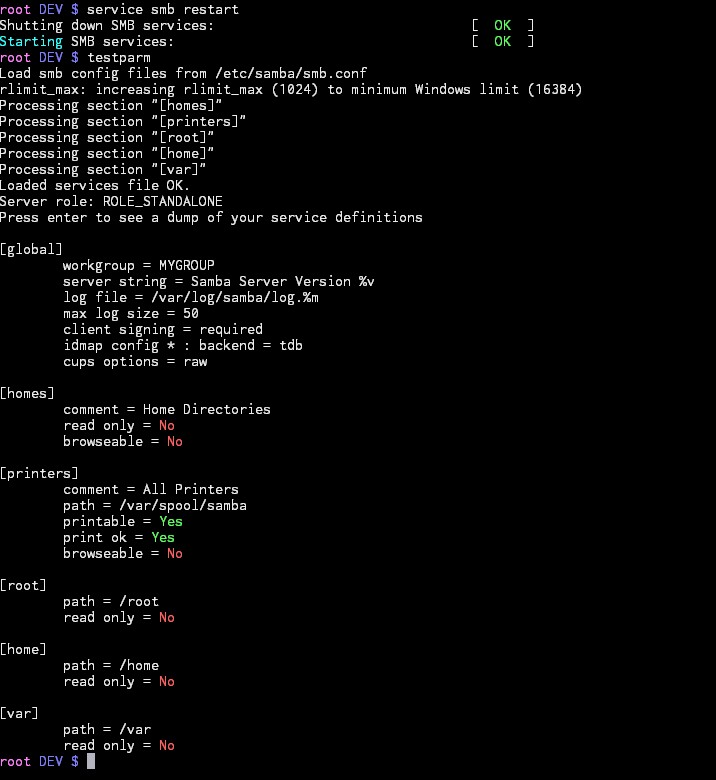 root DEV $ service smb restart
Shutting down SMB services:                                [  OK  ]
Starting SMB services:                                     [  OK  ]
root DEV $ testparm
Load smb config files from /etc/samba/smb.conf
rlimit_max: increasing rlimit_max (1024) to minimum Windows limit (16384)
Processing section "[homes]"
Processing section "[printers]"
Processing section "[root]"
Processing section "[home]"
Processing section "[var]"
Loaded services file OK.
Server role: ROLE_STANDALONE
Press enter to see a dump of your service definitions

[global]
        workgroup = MYGROUP
        server string = Samba Server Version %v
        log file = /var/log/samba/log.%m
        max log size = 50
        client signing = required
        idmap config * : backend = tdb
        cups options = raw

[homes]
        comment = Home Directories
        read only = No
        browseable = No

[printers]
        comment = All Printers
        path = /var/spool/samba
        printable = Yes
        print ok = Yes
        browseable = No

[root]
        path = /root
        read only = No

[home]
        path = /home
        read only = No

[var]
        path = /var
        read only = No
root DEV $